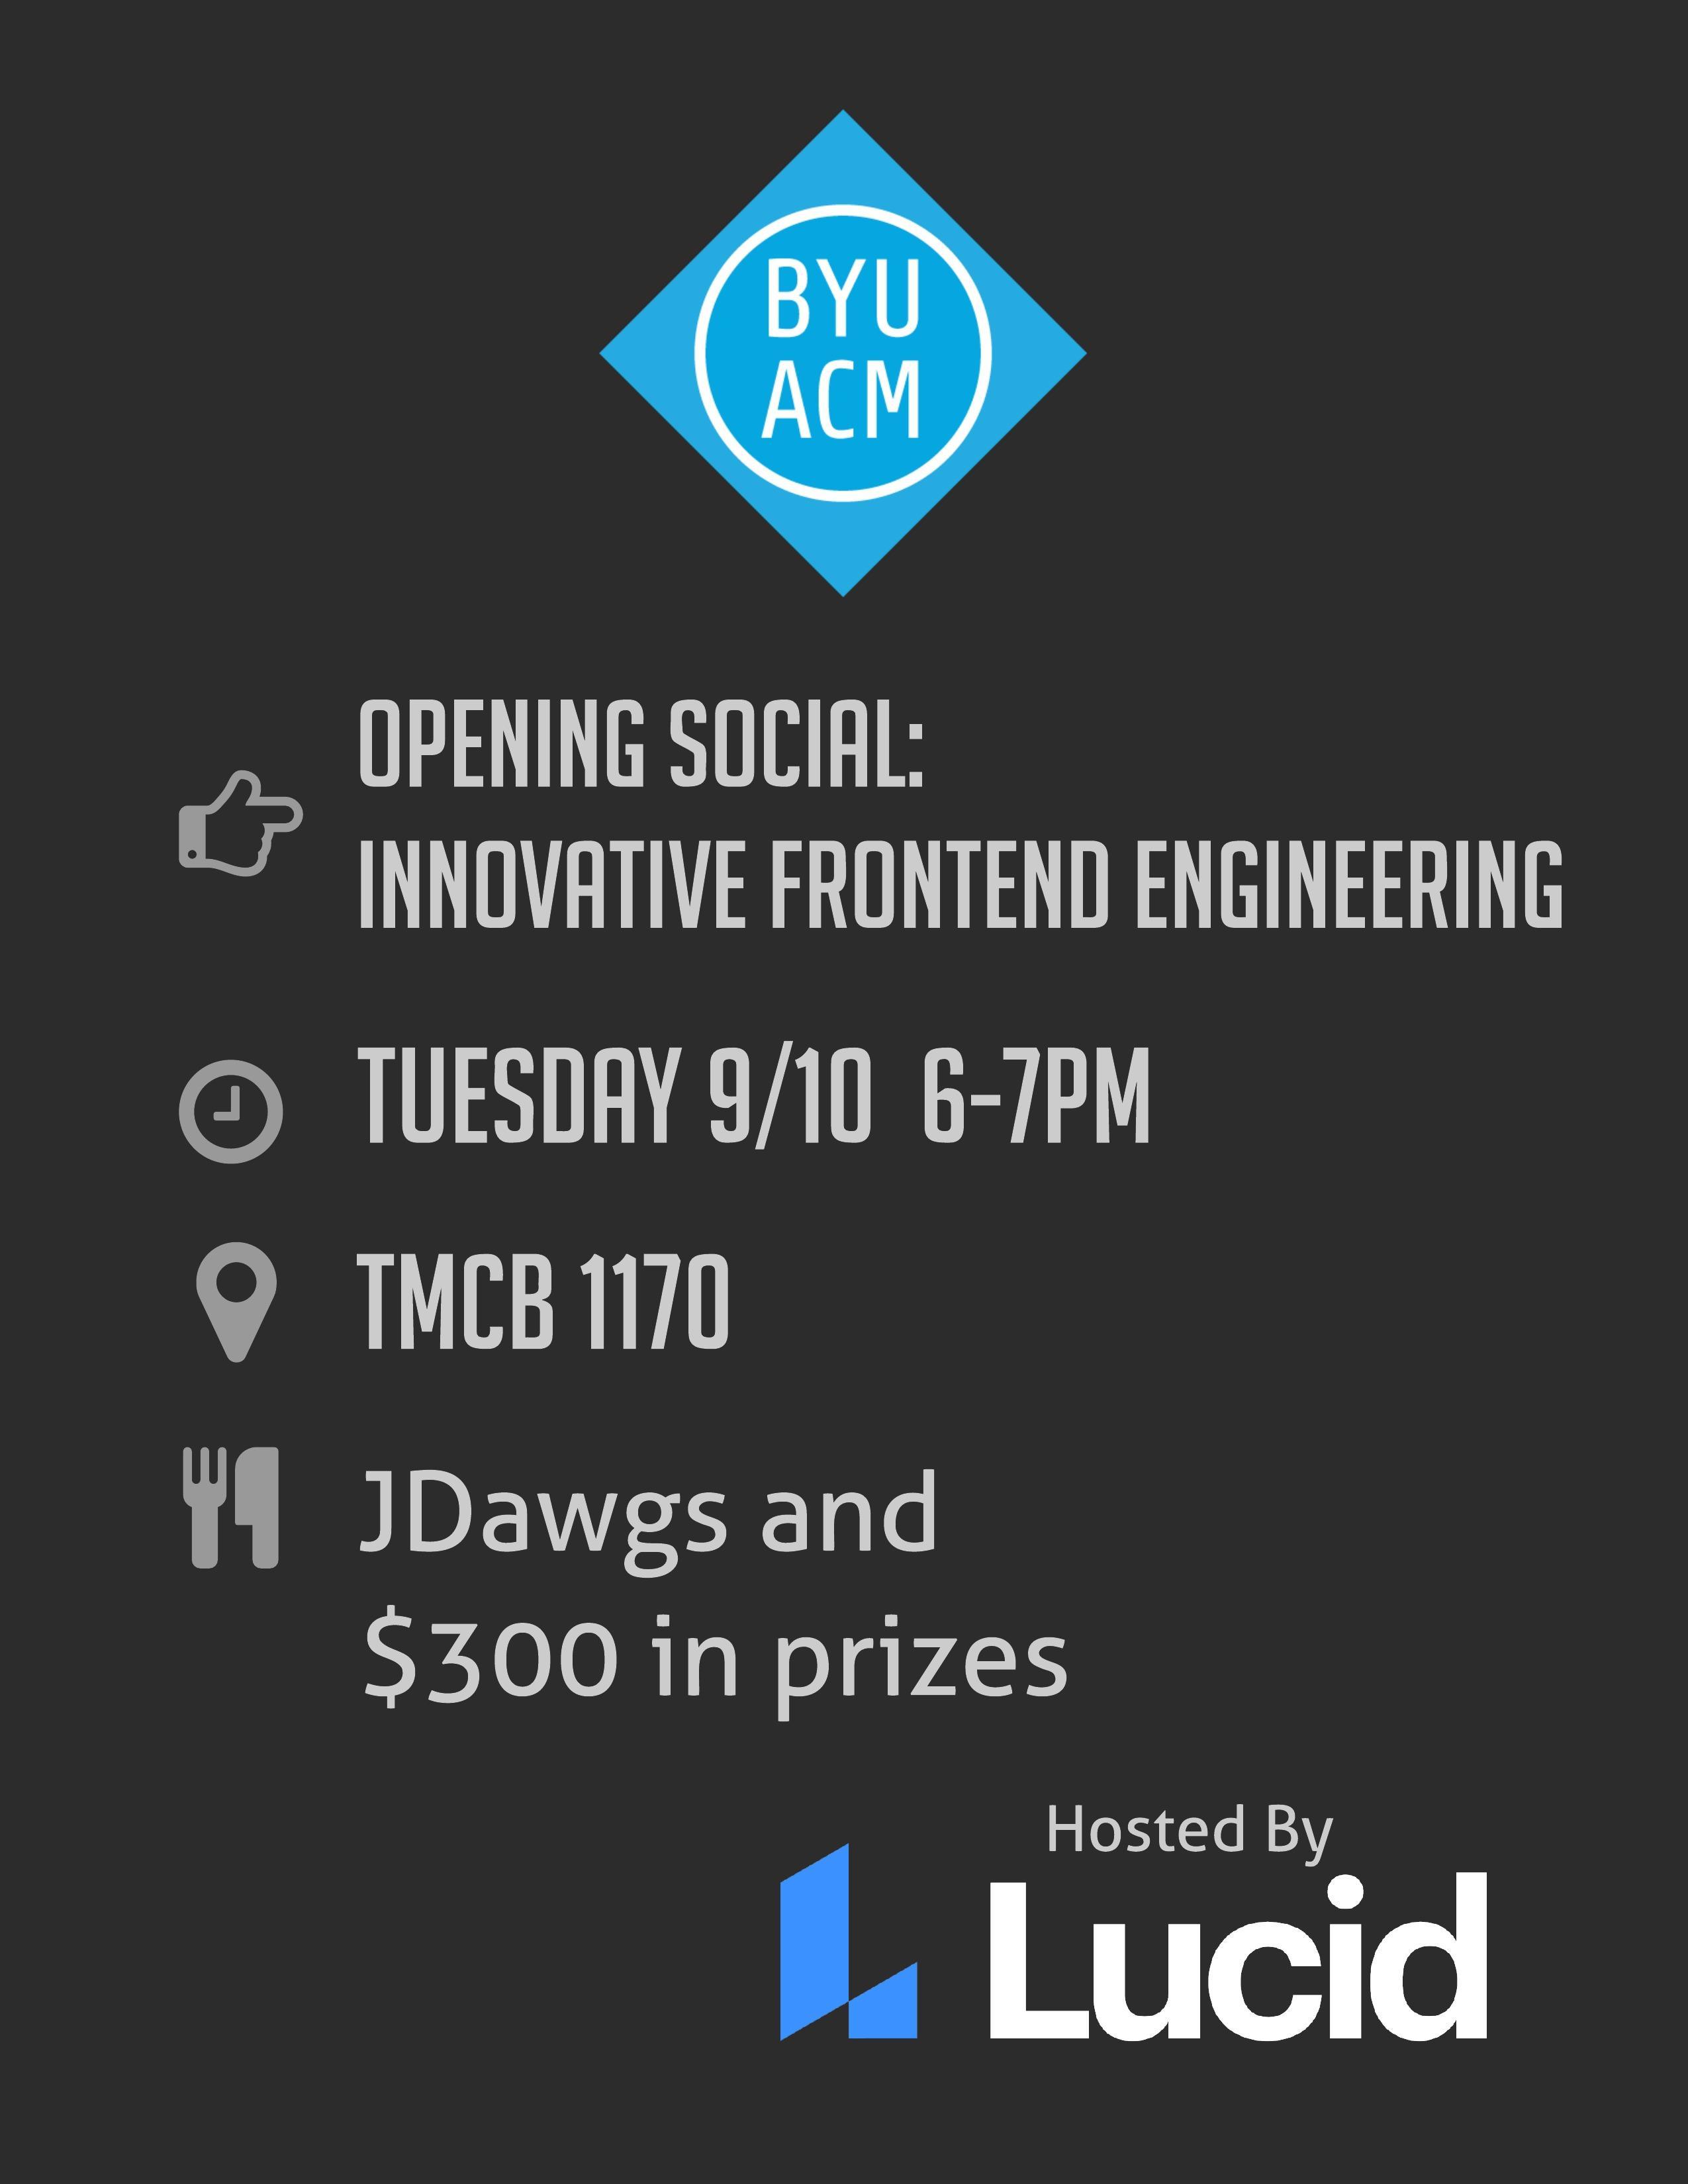 BYU
ACM
OPENING SOCIAL:
INNOVATIVE FRONTEND ENGINEERING
TUESDAY 9/10 6-7PM
TMCB 1170
JDawgs and
$300 in prizes
Hosted By
Lucid